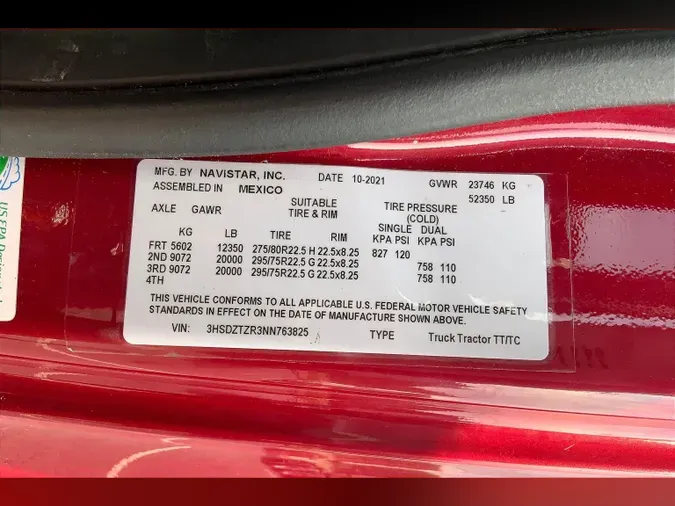 MFG. BY NAVISTAR, INC. DATE 10-2021 GVWR 23746 KG
ASSEMBLED IN MEXICO 52350 LB
AXLE GAWR SUITABLE TIRE & RIM TIRE PRESSURE (COLD)
SINGLE DUAL
KG LB TIRE RIM KPA PSI KPA PSI
FRT 5602 12350 275/80R22.5 H 22.5x8.25 827 120
2ND 9072 20000 295/75R22.5 G 22.5x8.25 758 110
3RD 9072 20000 295/75R22.5 G 22.5x8.25 758 110
4TH
THIS VEHICLE CONFORMS TO ALL APPLICABLE U.S. FEDERAL MOTOR VEHICLE SAFETY
STANDARDS IN EFFECT ON THE DATE OF MANUFACTURE SHOWN ABOVE.
VIN: 3HSDZTZR3NN763825 TYPE Truck Tractor TT/TC
US EPA